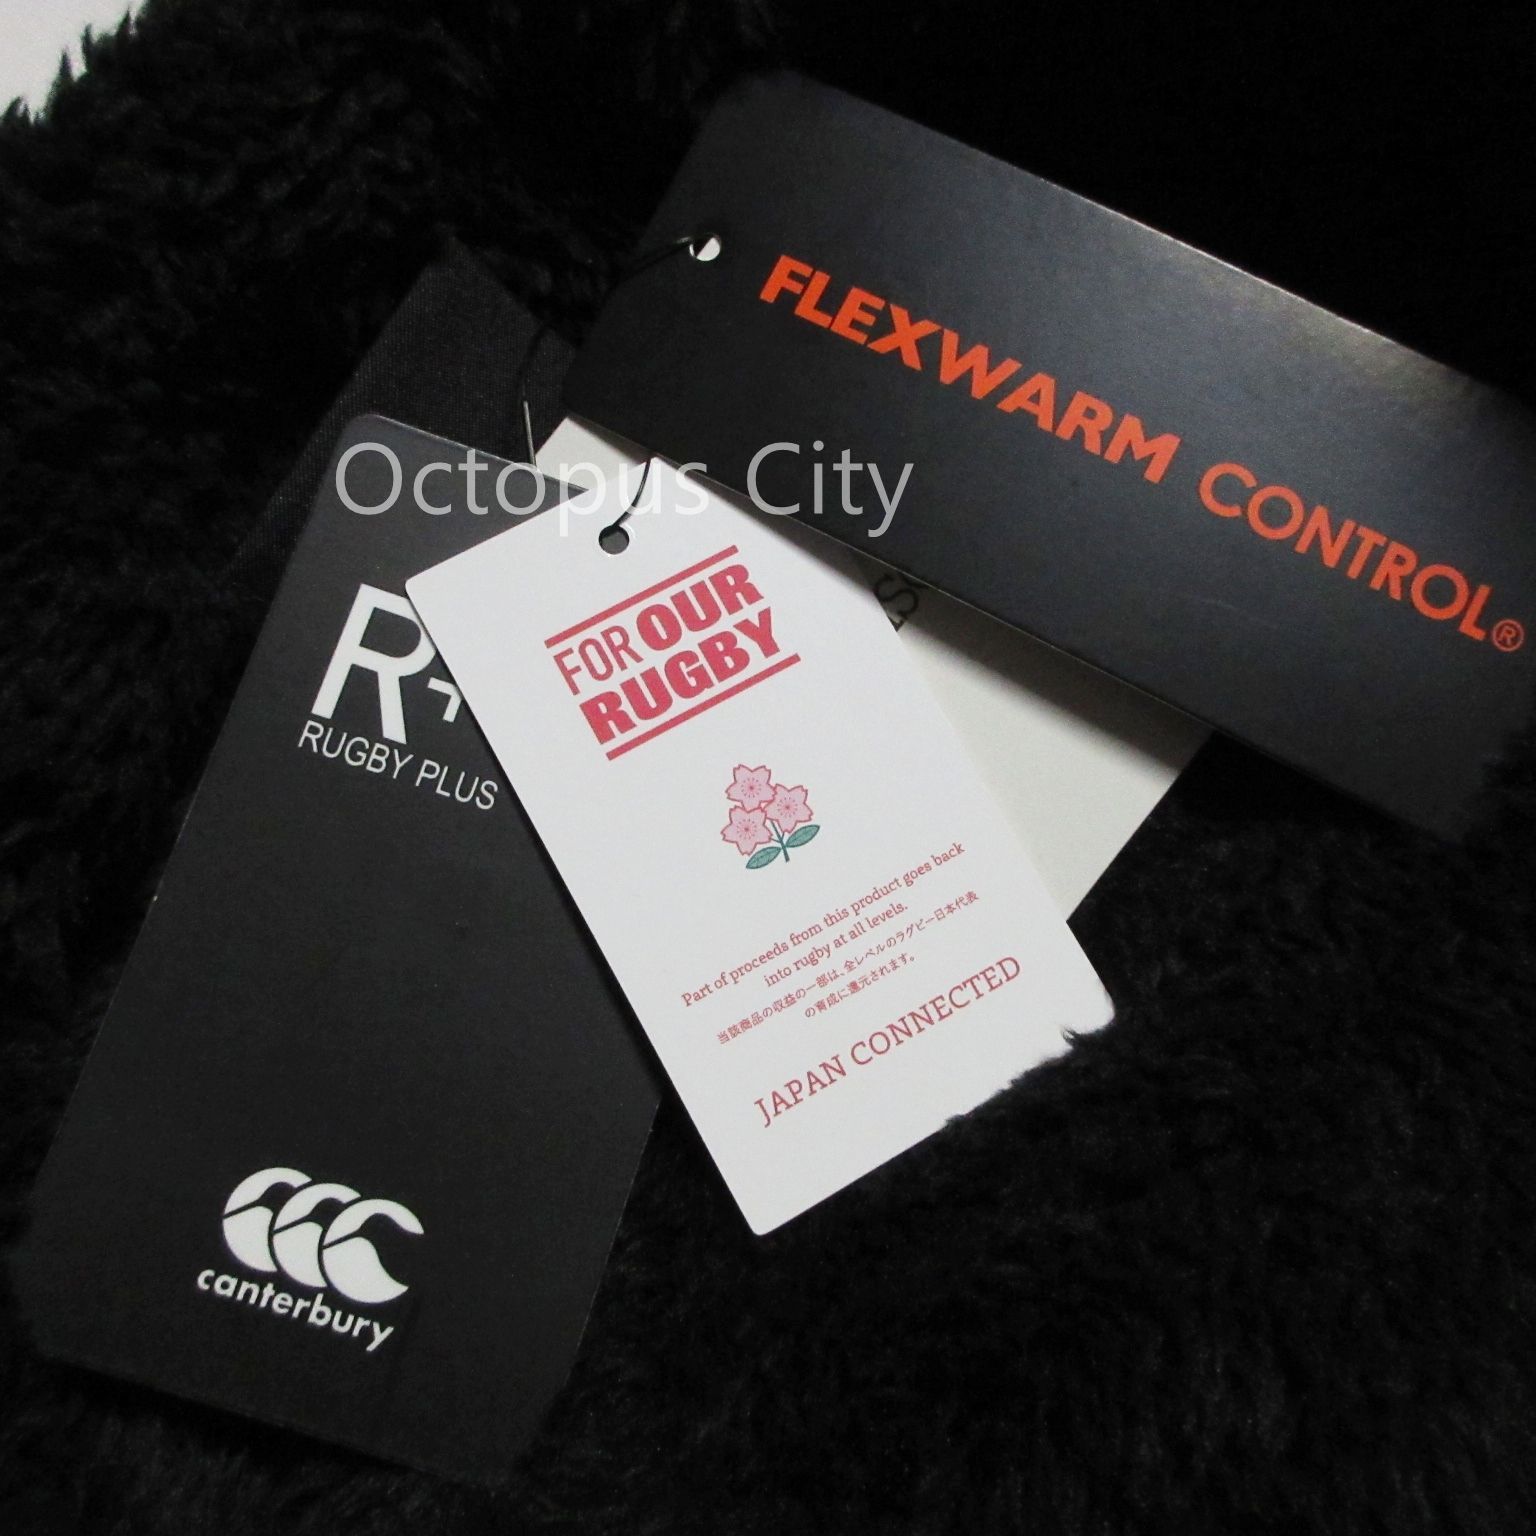 FLEXWARM CONTROL®
Octopus City
R+
RUGBY PLUS
canterbury
FOR OUR
RUGBY
Part of proceeds from this product goes back
into rugby at all levels.
当該商品の収益の一部は、全レベルのラグビー日本代表
の育成に還元されます。
JAPAN CONNECTED